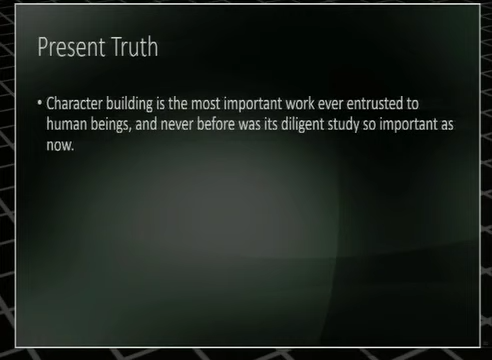 Present Truth
• Character building is the most important work ever entrusted to
human beings, and never before was its diligent study so important as
now.